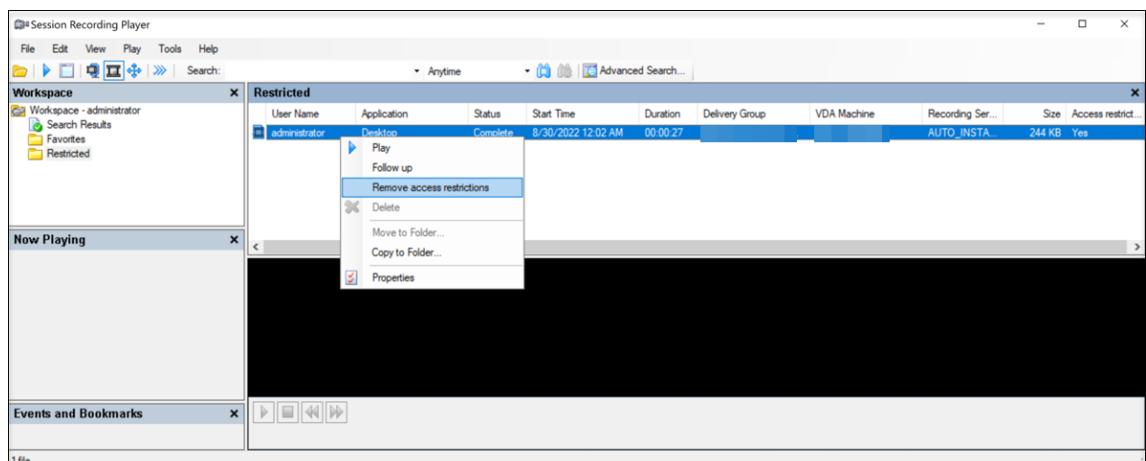 Session Recording Player
File Edit View Play Tools Help
Search: Anytime Advanced Search...
Workspace
Workspace - administrator
Search Results
Favorites
Restricted
Restricted
User Name Application Status Start Time Duration Delivery Group VDA Machine Recording Ser... Size Access restrict...
administrator Desktop Complete 8/30/2022 12:02 AM 00:00:27 AUTO_INSTA... 244 KB Yes
Play
Follow up
Remove access restrictions
Delete
Move to Folder...
Copy to Folder...
Properties
Now Playing
Events and Bookmarks
1 file